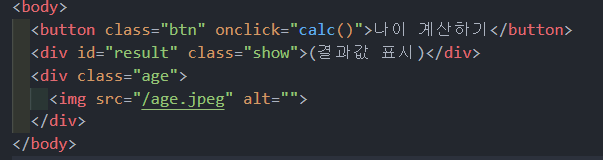 <body>
<button class="btn" onclick="calc()">나이 계산하기</button>
<div id="result" class="show">(결과값 표시)</div>
<div class="age">
<img src="/age.jpeg" alt="">
</div>
</body>